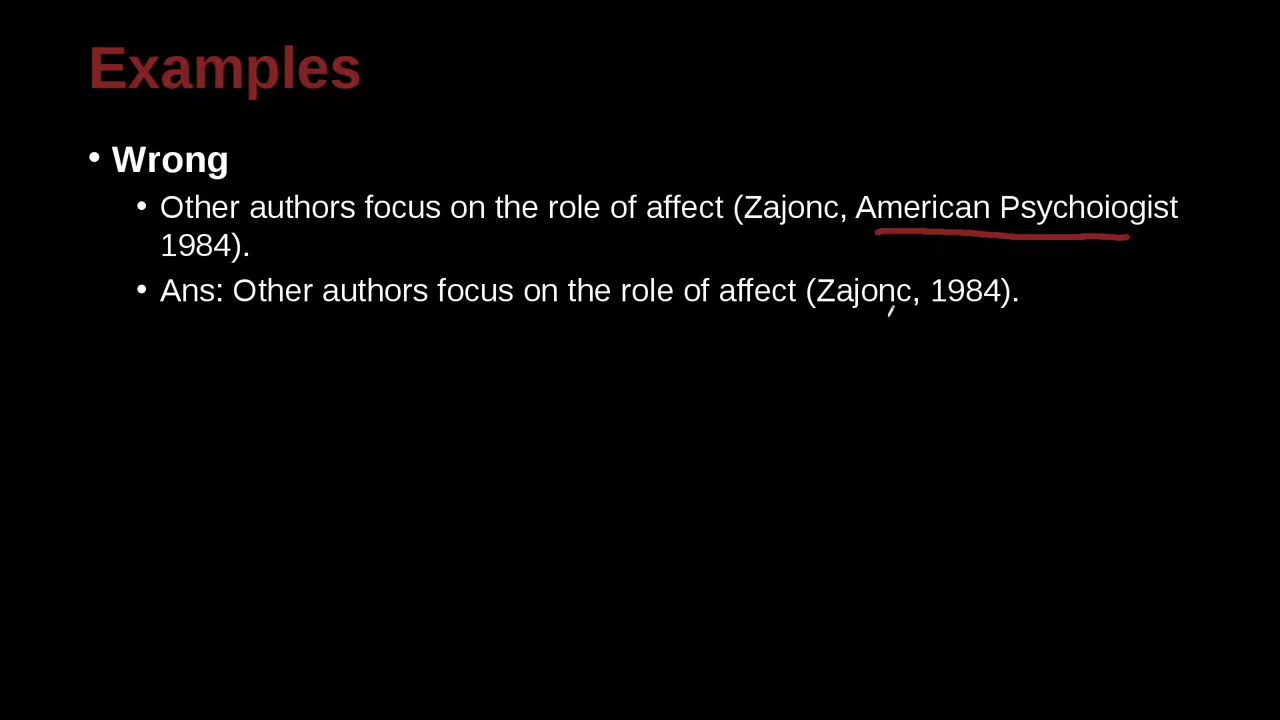 Examples
• Wrong
• Other authors focus on the role of affect (Zajonc, American Psychoiogist
1984).
• Ans: Other authors focus on the role of affect (Zajonc, 1984).